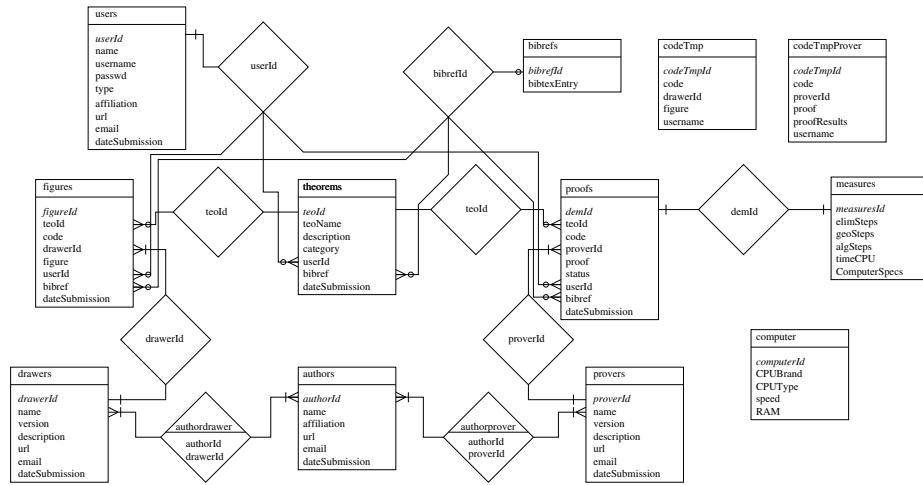 users
userId
name
username
passwd
type
affiliation
url
email
dateSubmission
userId
bibrefId
bibrefs
bibrefId
bibtexEntry
codeTmp
codeTmpId
code
drawerId
figure
username
codeTmpProver
codeTmpId
code
proverId
proof
proofResults
username
figures
figureId
teoId
code
drawerId
figure
userId
bibref
dateSubmission
teoId
theorems
teoId
teoName
description
category
userId
bibref
dateSubmission
teoId
proofs
demId
teoId
code
proverId
proof
status
userId
bibref
dateSubmission
demId
measures
measuresId
elimSteps
geoSteps
algSteps
timeCPU
ComputerSpecs
drawerId
proverId
computer
computerId
CPUBrand
CPUType
speed
RAM
drawers
drawerId
name
version
description
url
email
dateSubmission
authordrawer
authorId
drawerId
authors
authorId
name
affiliation
url
email
dateSubmission
authorprover
authorId
proverId
provers
proverId
name
version
description
url
email
dateSubmission